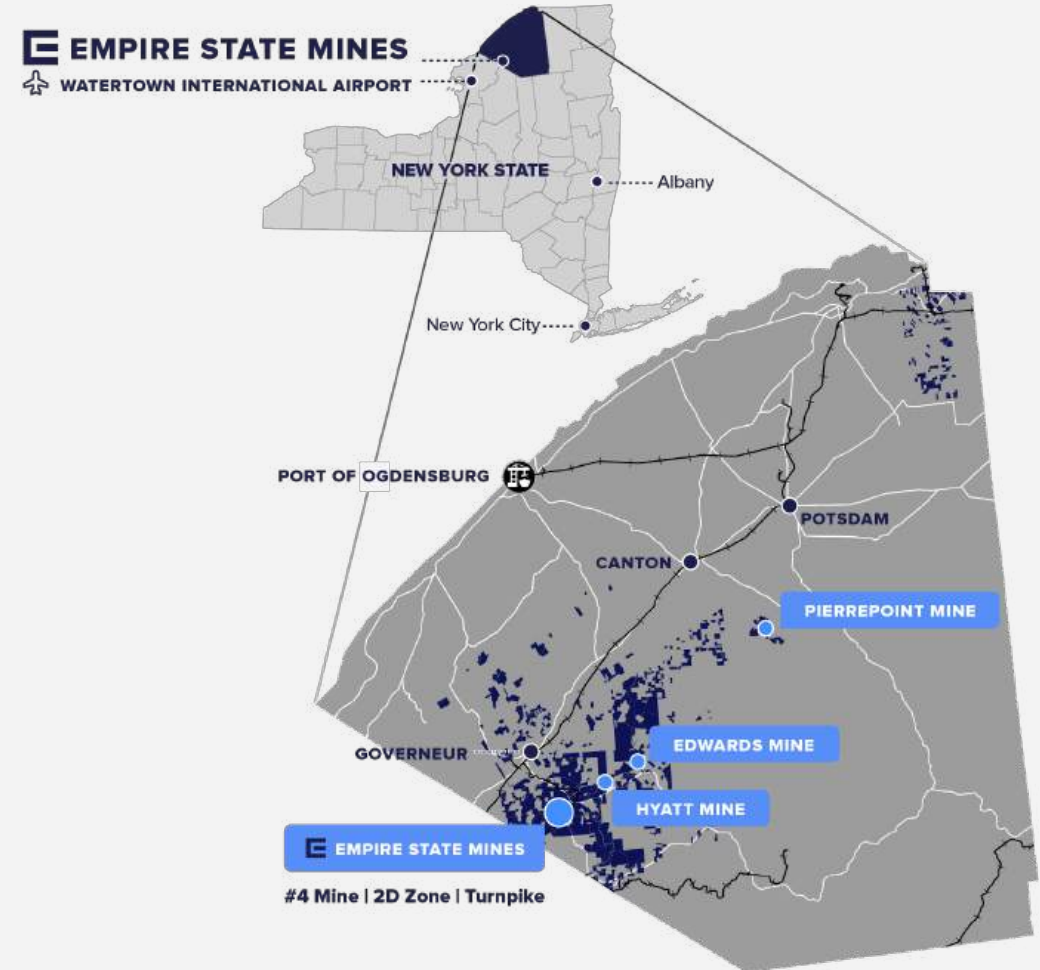 EMPIRE STATE MINES
WATERTOWN INTERNATIONAL AIRPORT
NEW YORK STATE
Albany
New York City
PORT OF OGDENSBURG
POTSDAM
CANTON
PIERREPOINT MINE
EDWARDS MINE
GOVERNEUR
HYATT MINE
EMPIRE STATE MINES
#4 Mine | 2D Zone | Turnpike